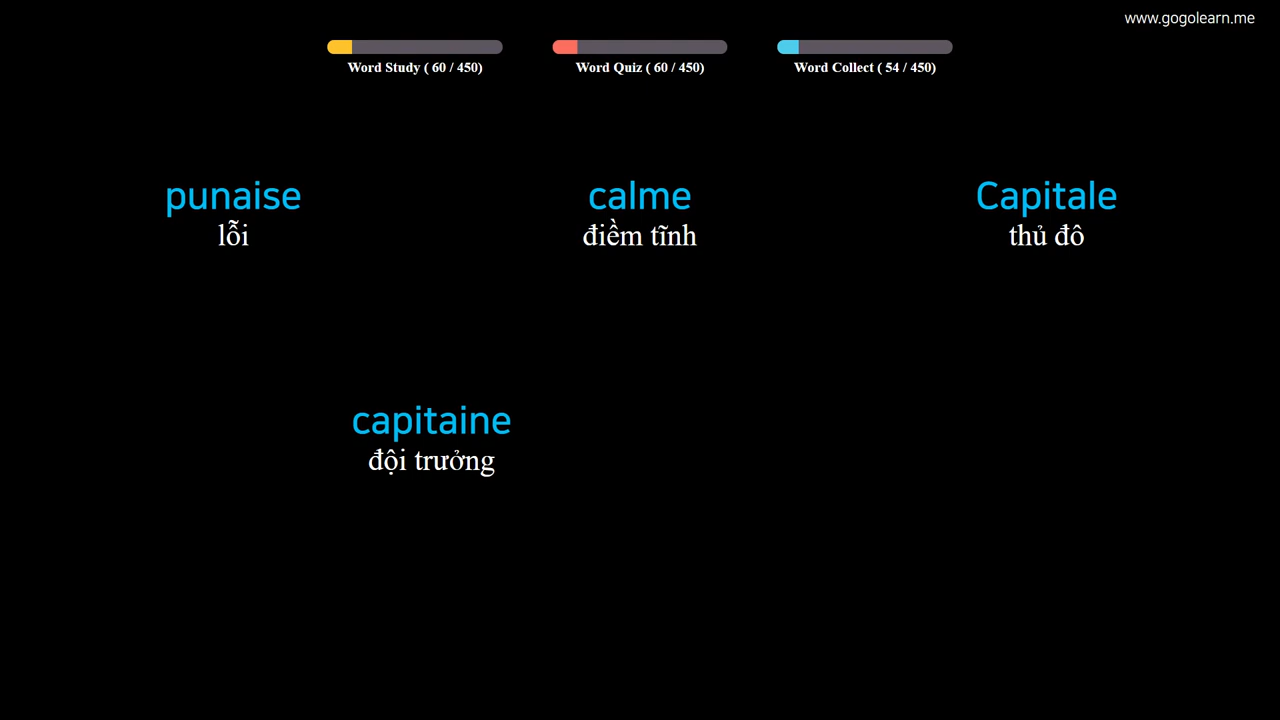 www.gogolearn.me
Word Study ( 60 / 450) Word Quiz ( 60 / 450) Word Collect ( 54 / 450)
punaise calme Capitale
lỗi điềm tĩnh thủ đô
capitaine
đội trưởng